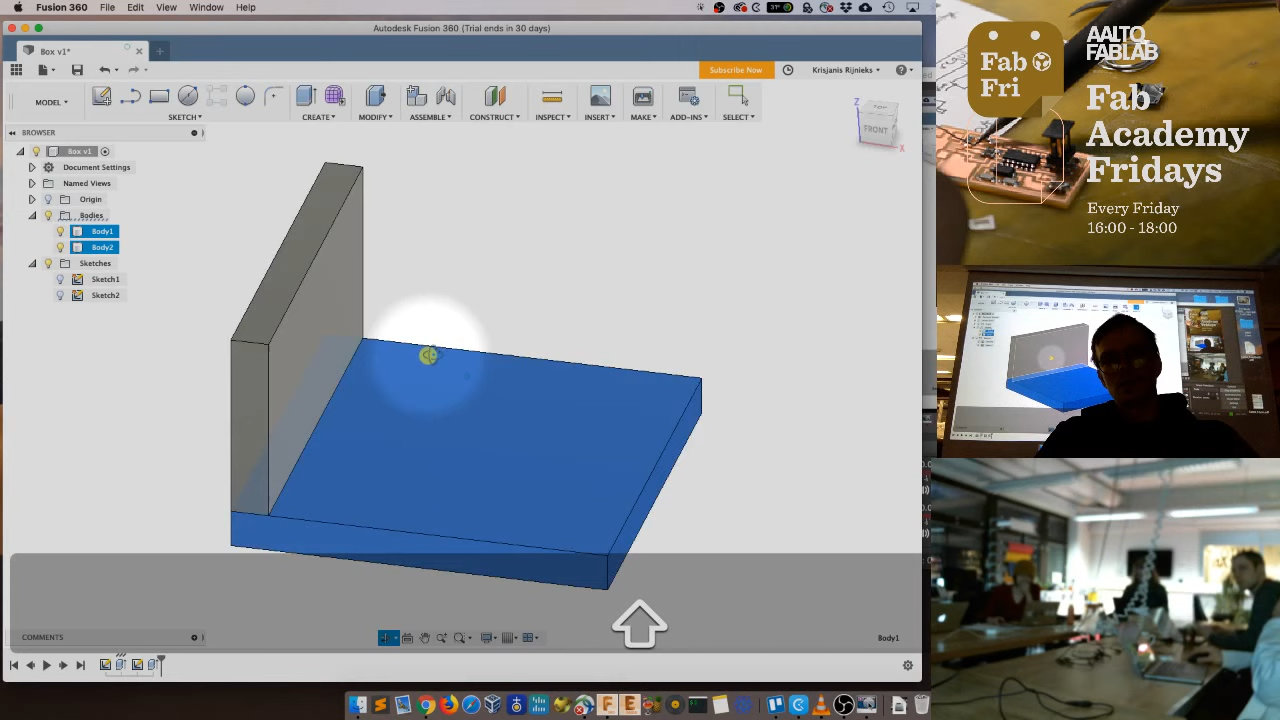 Fusion 360 File Edit View Window Help
31°
Autodesk Fusion 360 (Trial ends in 30 days)
Box v1*
Subscribe Now
Krisjanis Rijnieks
MODEL
SKETCH
CREATE
MODIFY
ASSEMBLE
CONSTRUCT
INSPECT
INSERT
MAKE
ADD-INS
SELECT
BROWSER
Box v1
Document Settings
Named Views
Origin
Bodies
Body1
Body2
Sketches
Sketch1
Sketch2
Z
FRONT
X
COMMENTS
Body1
Fab
Fri
AALTO
FABLAB
Fab
Academy
Fridays
Every Friday
16:00 - 18:00